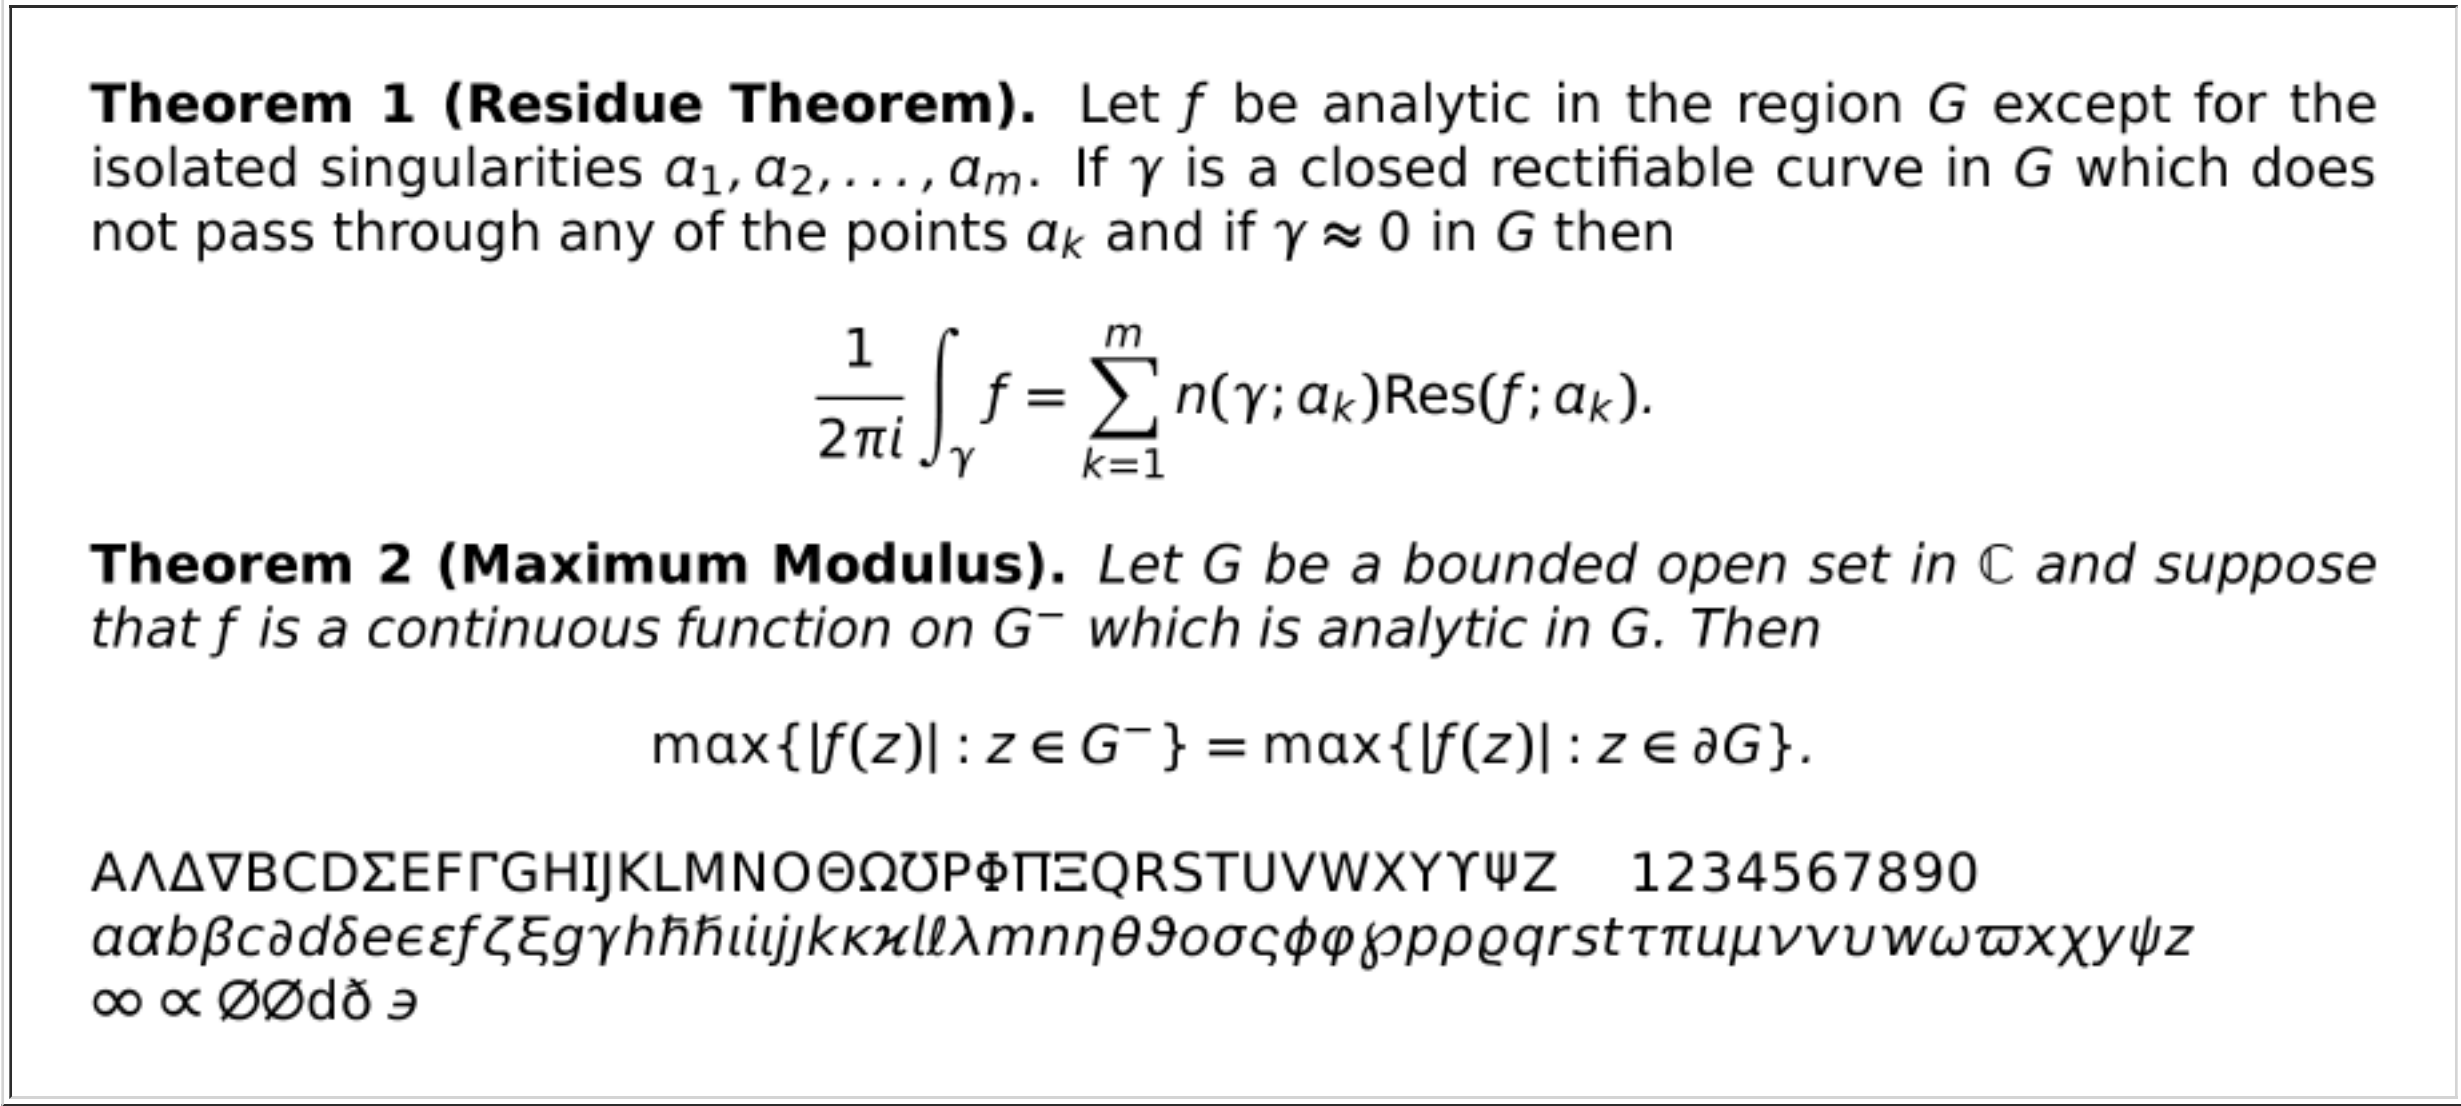 Theorem 1 (Residue Theorem). Let f be analytic in the region G except for the
isolated singularities a₁, a₂, . . . , aₘ. If γ is a closed rectifiable curve in G which does
not pass through any of the points aₖ and if γ ≈ 0 in G then
1/(2πi) ∫_γ f = ∑_{k=1}^{m} n(γ; aₖ)Res(f; aₖ).
Theorem 2 (Maximum Modulus). Let G be a bounded open set in ℂ and suppose
that f is a continuous function on G⁻ which is analytic in G. Then
max{|f(z)| : z ∈ G⁻} = max{|f(z)| : z ∈ ∂G}.
AΛΔ∇BCDΣEFΓGHIJKLMNOΘΩ℧PΦΠΞQRSTUVWXYϒΨZ 1234567890
aαbβc∂dδeϵεfζξgγhħℏιiıjȷkκϰlℓλmnηθϑoσςϕφ℘pρϱqrstτπuμνvυwωϖxχyψz
∞ ∝ ∅∅dð ϶